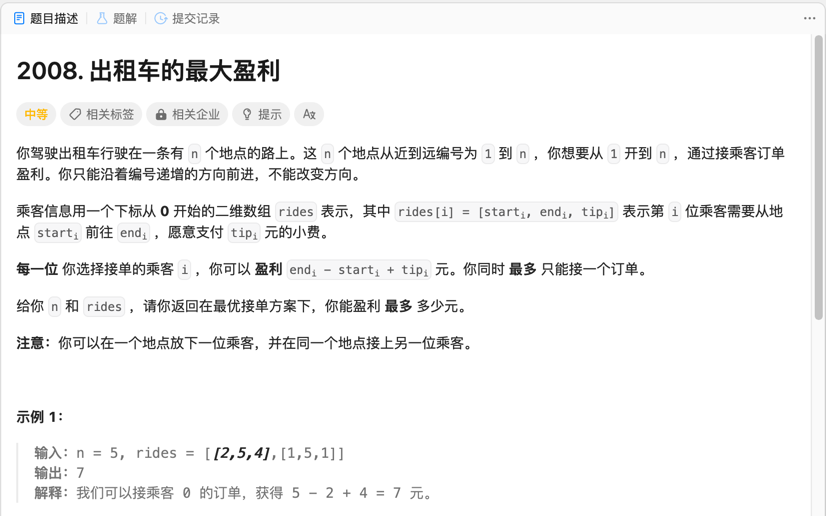 题目描述 题解 提交记录
2008. 出租车的最大盈利
中等 相关标签 相关企业 提示 A文
你驾驶出租车行驶在一条有 n 个地点的路上。这 n 个地点从近到远编号为 1 到 n ，你想要从 1 开到 n ，通过接乘客订单
盈利。你只能沿着编号递增的方向前进，不能改变方向。
乘客信息用一个下标从 0 开始的二维数组 rides 表示，其中 rides[i] = [starti, endi, tipi] 表示第 i 位乘客需要从地
点 starti 前往 endi ，愿意支付 tipi 元的小费。
每一位 你选择接单的乘客 i ，你可以 盈利 endi - starti + tipi 元。你同时 最多 只能接一个订单。
给你 n 和 rides ，请你返回在最优接单方案下，你能盈利 最多 多少元。
注意：你可以在一个地点放下一位乘客，并在同一个地点接上另一位乘客。
示例 1：
输入：n = 5, rides = [[2,5,4],[1,5,1]]
输出：7
解释：我们可以接乘客 0 的订单，获得 5 - 2 + 4 = 7 元。